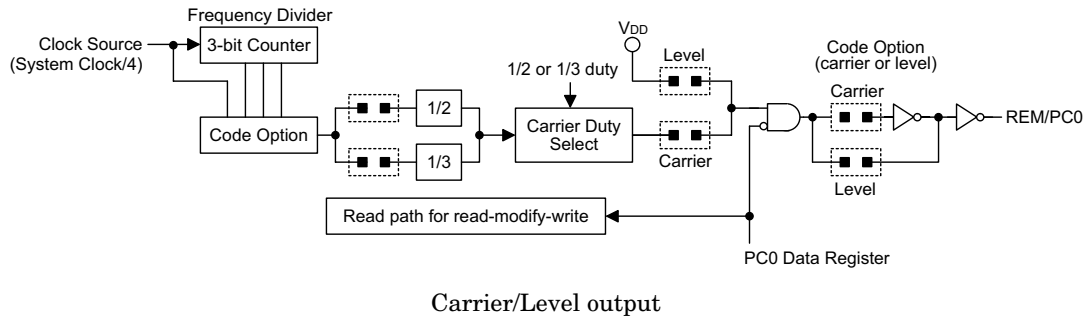 Frequency Divider
Clock Source
(System Clock/4)
3-bit Counter
Code Option
1/2
1/3
1/2 or 1/3 duty
Carrier Duty
Select
VDD
Level
Carrier
Code Option
(carrier or level)
Carrier
Level
REM/PC0
Read path for read-modify-write
PC0 Data Register
Carrier/Level output